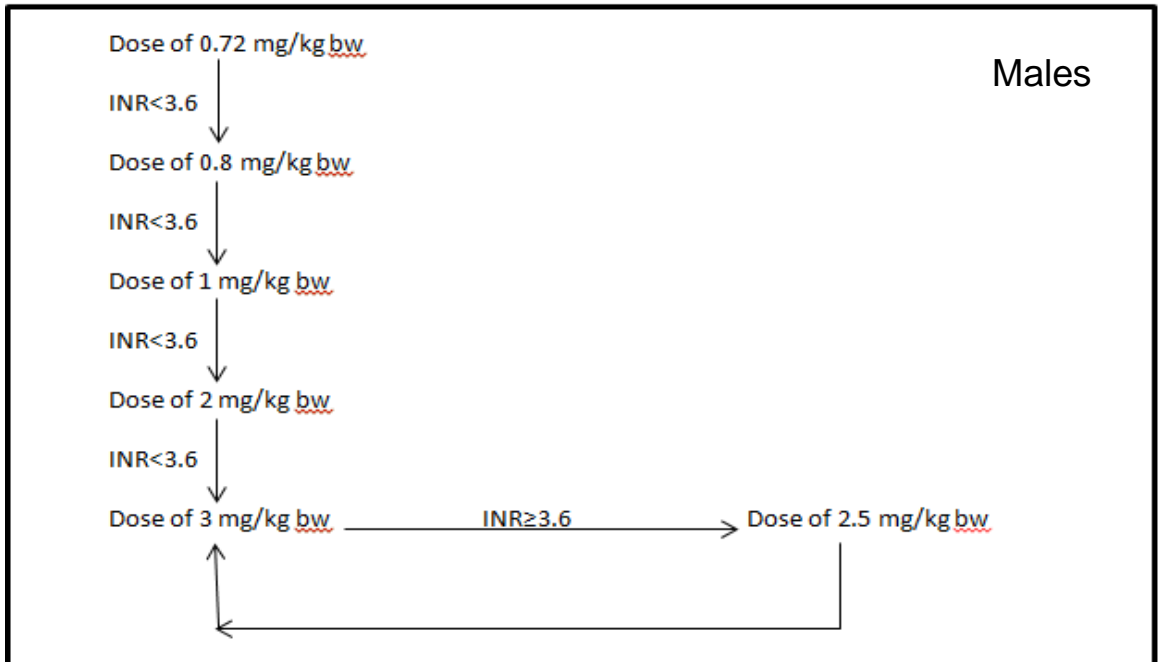 Dose of 0.72 mg/kg bw
Males
INR<3.6
Dose of 0.8 mg/kg bw
INR<3.6
Dose of 1 mg/kg bw
INR<3.6
Dose of 2 mg/kg bw
INR<3.6
Dose of 3 mg/kg bw INR≥3.6 Dose of 2.5 mg/kg bw